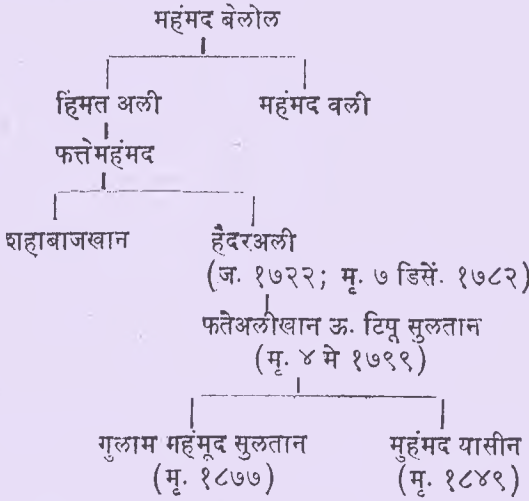 महंमद बेलोल
हिंमत अली महंमद वली
फत्तेमहंमद
शहाबाजखान हैदरअली
(ज. १७२२; मृ. ७ डिसें. १७८२)
फतेअलीखान ऊ. टिपू सुलतान
(मृ. ४ मे १७९९)
गुलाम महंमूद सुलतान मुहंमद यासीन
(मृ. १८७७) (मृ. १८४९)